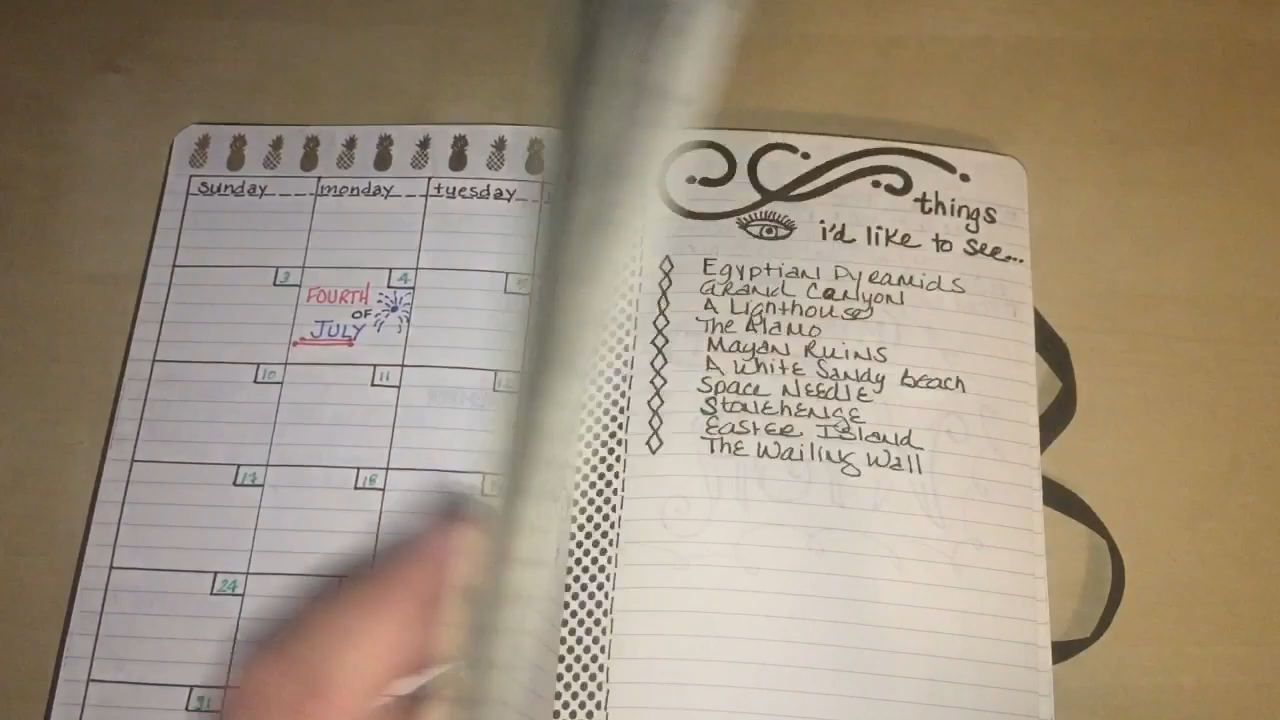 sunday monday tuesday
3 4
FOURTH
OF
JULY
10 11 12
17 18
24
31
things
i'd like to see...
Egyptian Pyramids
Grand Canyon
A Lighthouse
The Alamo
Mayan Ruins
A White Sandy beach
Space Needle
Stonehenge
Easter Island
The Wailing Wall